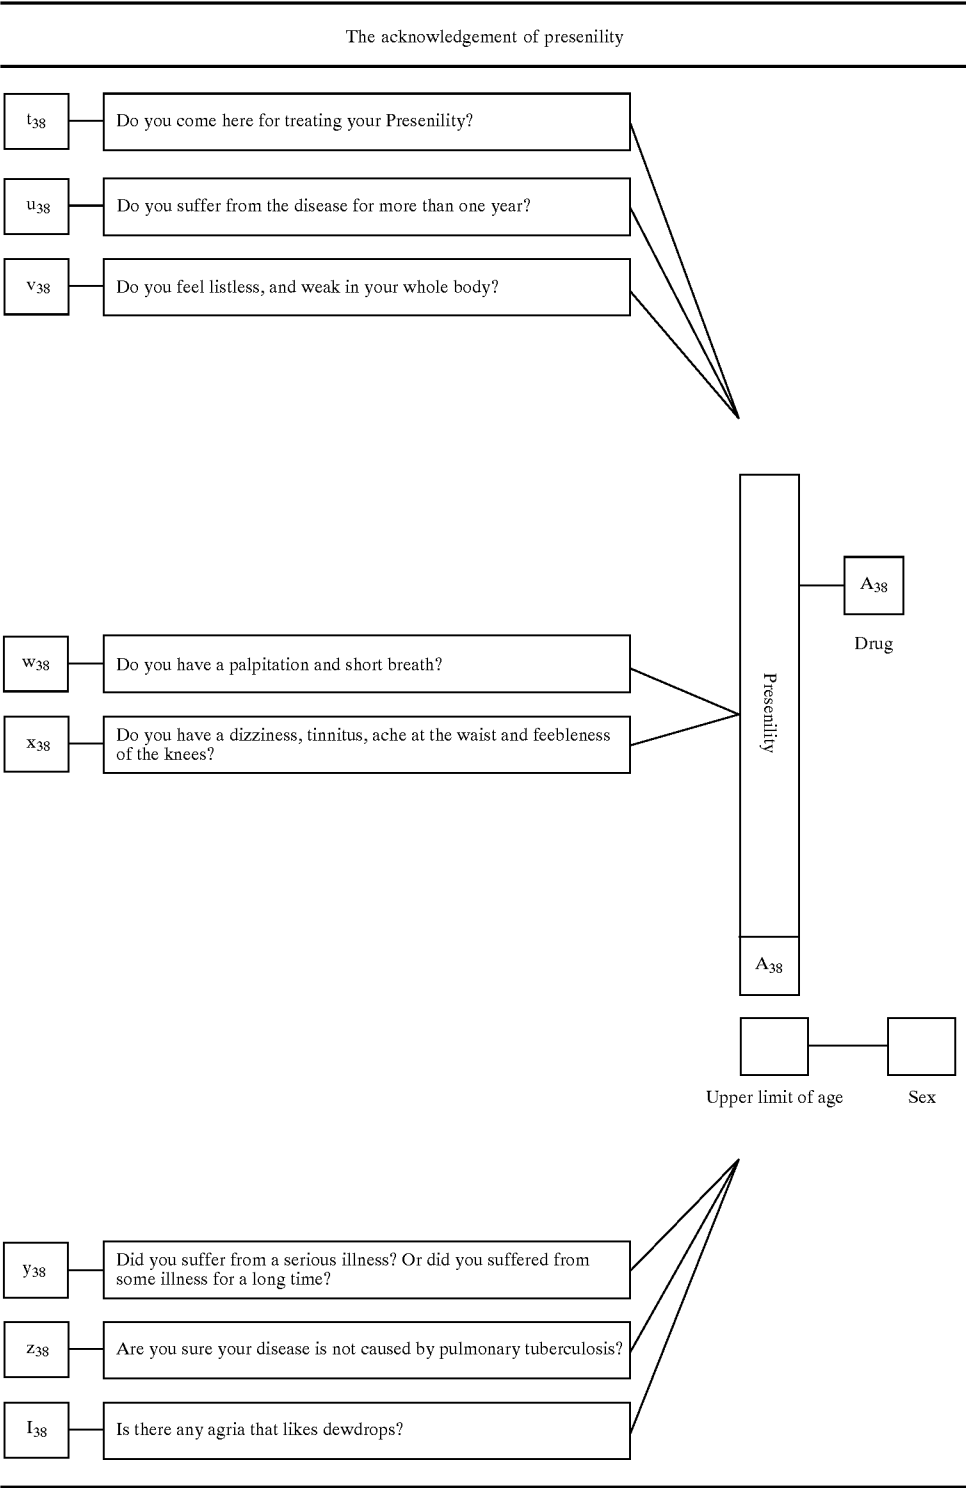 The acknowledgement of presenility
t38
Do you come here for treating your Presenility?
u38
Do you suffer from the disease for more than one year?
v38
Do you feel listless, and weak in your whole body?
A38
Drug
w38
Do you have a palpitation and short breath?
Presenility
x38
Do you have a dizziness, tinnitus, ache at the waist and feebleness
of the knees?
A38
Upper limit of age
Sex
y38
Did you suffer from a serious illness? Or did you suffered from
some illness for a long time?
z38
Are you sure your disease is not caused by pulmonary tuberculosis?
I38
Is there any agria that likes dewdrops?